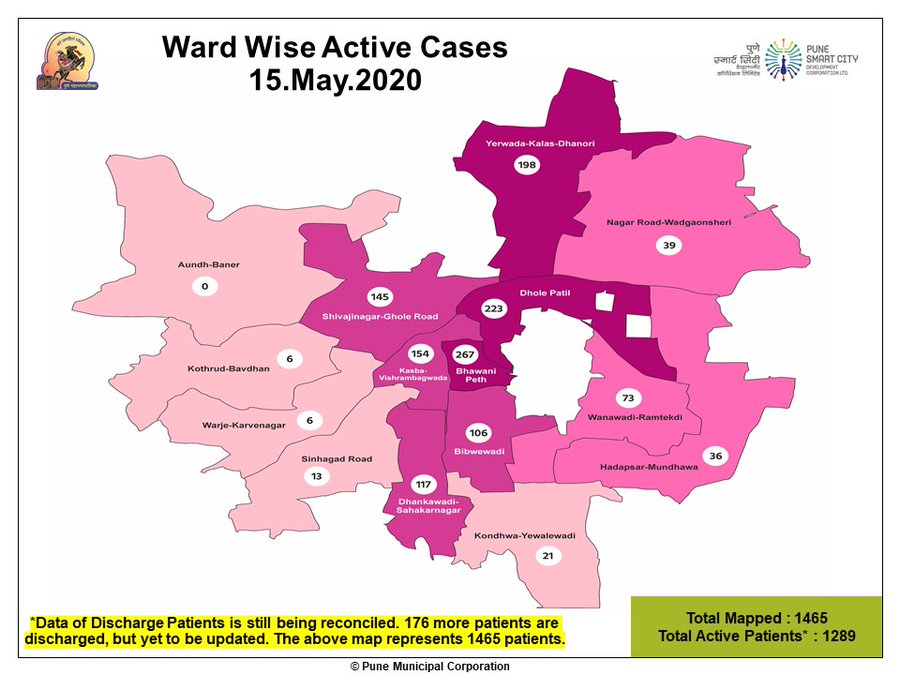 Ward Wise Active Cases
15.May.2020
पुणे
स्मार्ट सिटी
डेव्हलपमेंट
कॉर्पोरेशन लिमिटेड
PUNE
SMART CITY
DEVELOPMENT
CORPORATION LTD.
Yerwada-Kalas-Dhanori
198
Nagar Road-Wadgaonsheri
39
Aundh-Baner
0
Dhole Patil
223
145
Shivajinagar-Ghole Road
154
Kasba-
Vishrambagwada
267
Bhawani
Peth
6
Kothrud-Bavdhan
73
Wanawadi-Ramtekdi
6
Warje-Karvenagar
106
Bibwewadi
Sinhagad Road
13
36
Hadapsar-Mundhawa
117
Dhankawadi-
Sahakarnagar
Kondhwa-Yewalewadi
21
*Data of Discharge Patients is still being reconciled. 176 more patients are
discharged, but yet to be updated. The above map represents 1465 patients.
Total Mapped : 1465
Total Active Patients* : 1289
© Pune Municipal Corporation